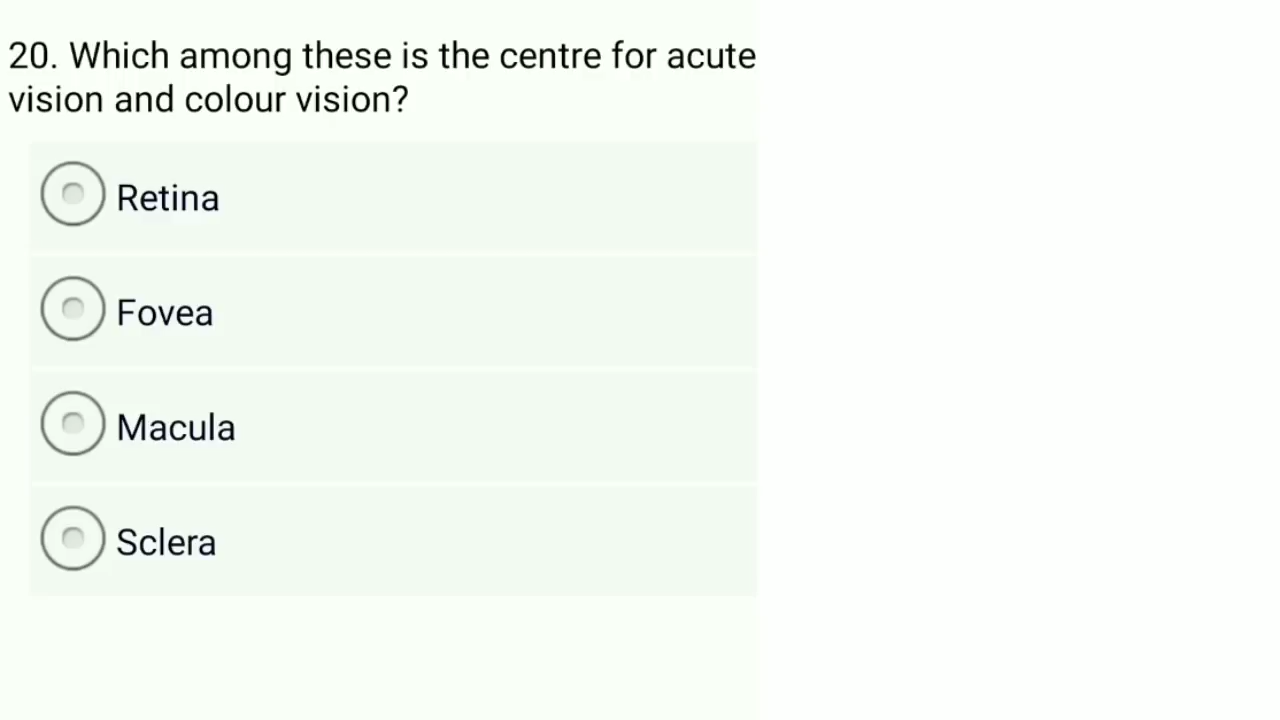 20. Which among these is the centre for acute
vision and colour vision?
Retina
Fovea
Macula
Sclera